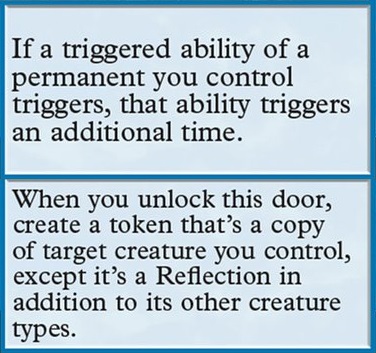 If a triggered ability of a
permanent you control
triggers, that ability triggers
an additional time.
When you unlock this door,
create a token that's a copy
of target creature you control,
except it's a Reflection in
addition to its other creature
types.